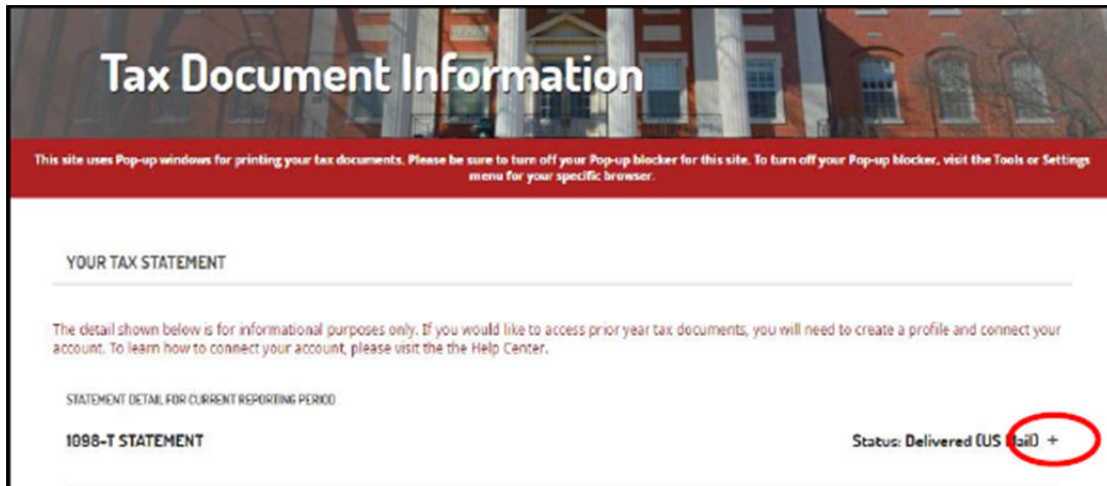 Tax Document Information
This site uses Pop-up windows for printing your tax documents. Please be sure to turn off your Pop-up blocker for this site. To turn off your Pop-up blocker, visit the Tools or Settings
menu for your specific browser.
YOUR TAX STATEMENT
The detail shown below is for informational purposes only. If you would like to access prior year tax documents, you will need to create a profile and connect your
account. To learn how to connect your account, please visit the the Help Center.
STATEMENT DETAIL FOR CURRENT REPORTING PERIOD
1098-T STATEMENT Status: Delivered (US Mail) +